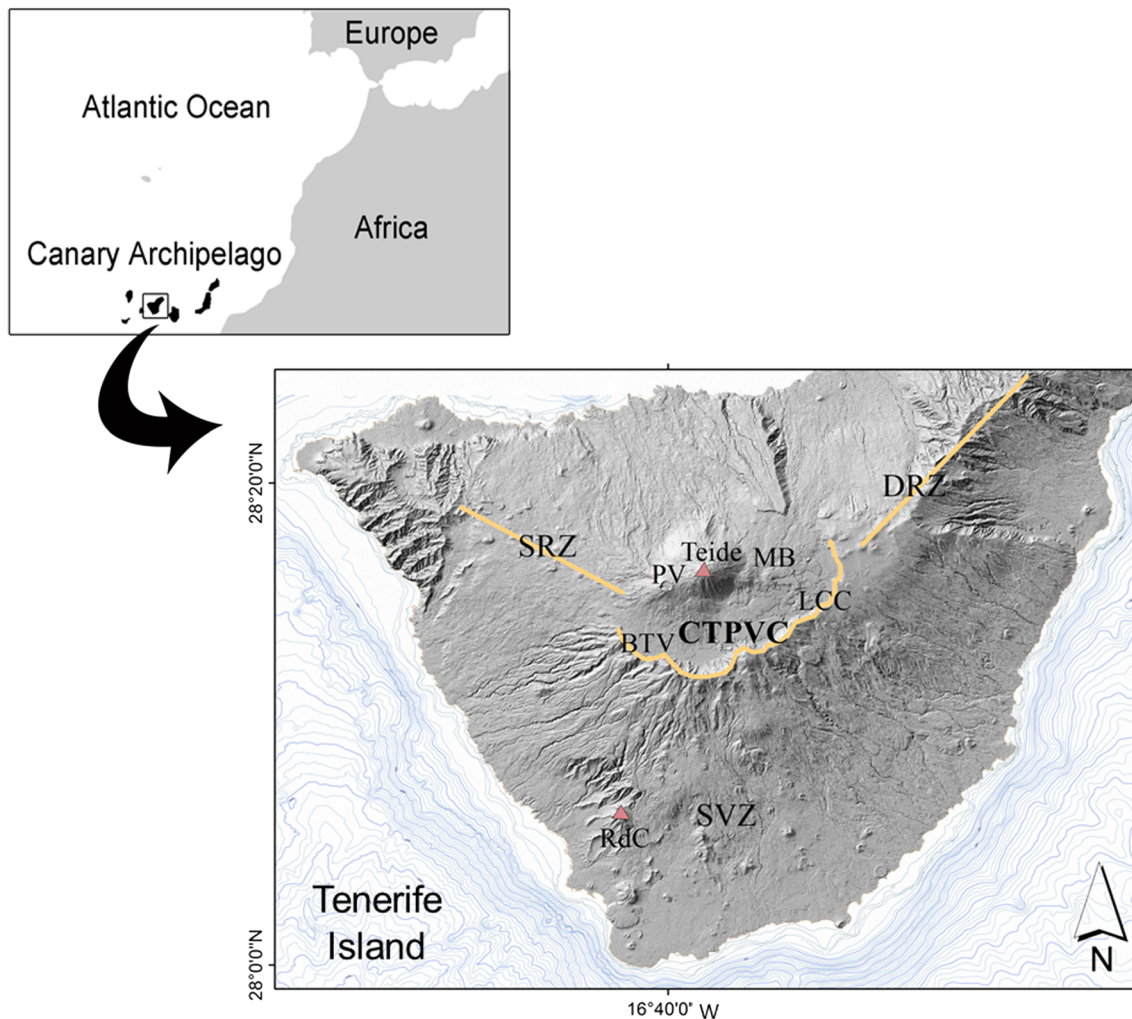 Europe
Atlantic Ocean
Africa
Canary Archipelago
28°20'0"N
DRZ
SRZ
Teide
MB
PV
LCC
CTPVC
BTV
SVZ
RdC
Tenerife
Island
N
28°0'0"N
16°40'0" W